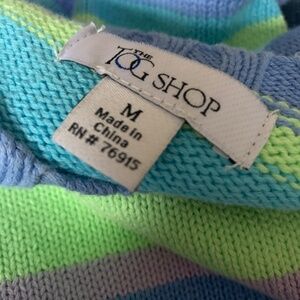 THE
TOG SHOP
M
Made in
China
RN# 76915